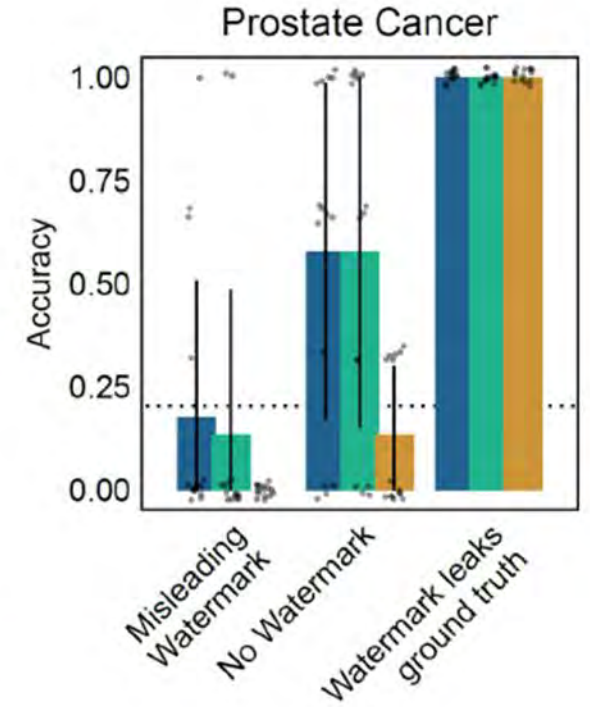 Prostate Cancer
1.00
0.75
0.50
0.25
0.00
Accuracy
Misleading
Watermark
No Watermark
Watermark leaks
ground truth